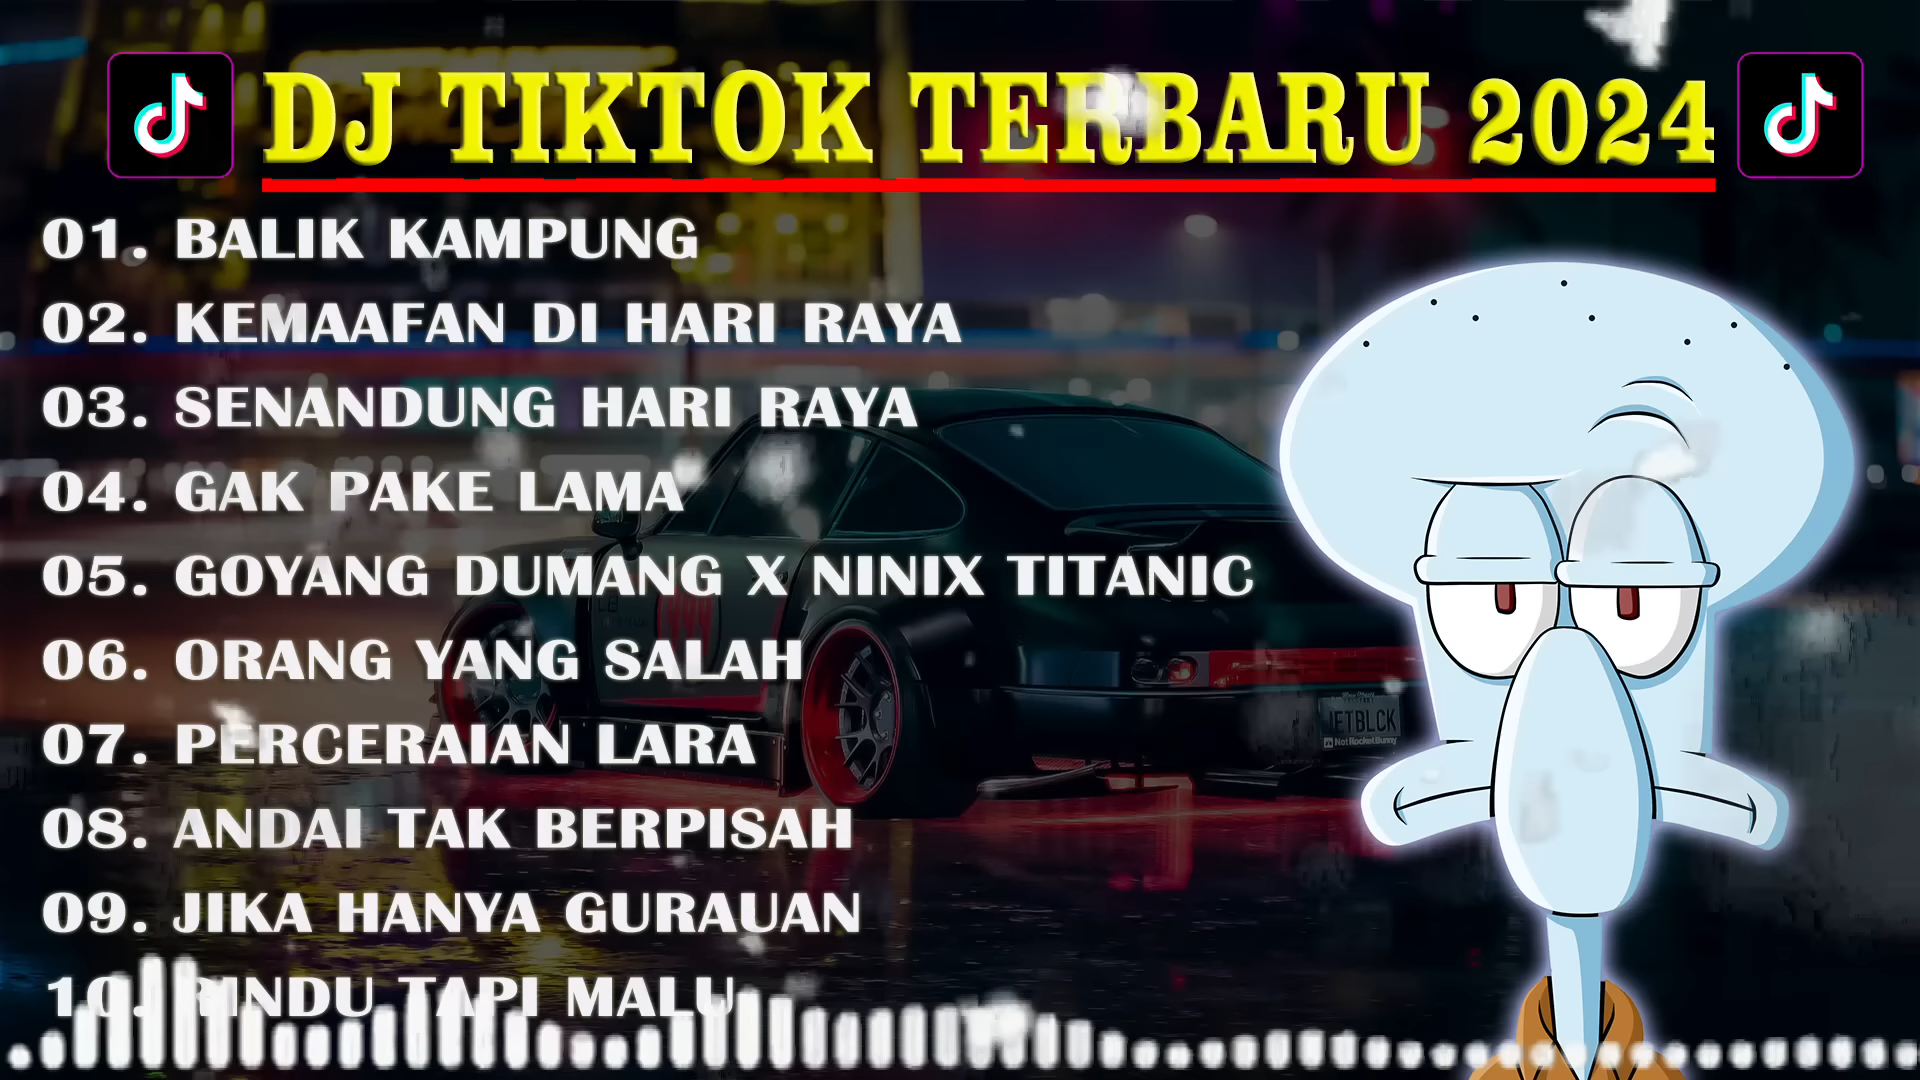 DJ TIKTOK TERBARU 2024
01. BALIK KAMPUNG
02. KEMAAFAN DI HARI RAYA
03. SENANDUNG HARI RAYA
04. GAK PAKE LAMA
05. GOYANG DUMANG X NINIX TITANIC
06. ORANG YANG SALAH
07. PERCERAIAN LARA
08. ANDAI TAK BERPISAH
09. JIKA HANYA GURAUAN
10. RINDU TAPI MALU
JETBLCK
NotRocketBunny